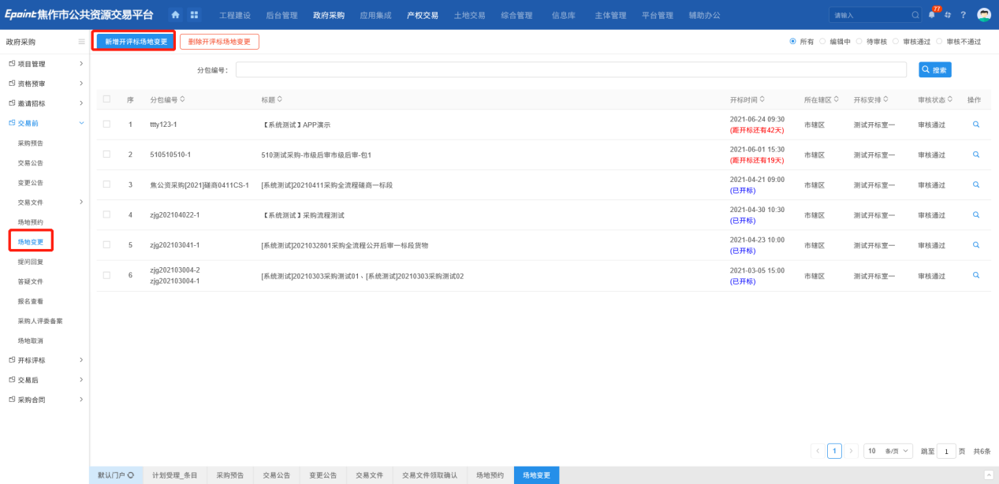 Epoint焦作市公共资源交易平台 工程建设 后台管理 政府采购 应用集成 产权交易 土地交易 综合管理 信息库 主体管理 平台管理 辅助办公 请输入 77 ?
政府采购
新增开评标场地变更 删除开评标场地变更 所有 编辑中 待审核 审核通过 审核不通过
项目管理
资格预审
邀请招标
交易前
采购预告
交易公告
变更公告
交易文件
场地预约
场地变更
提问回复
答疑文件
报名查看
采购人评委备案
场地取消
开标评标
交易后
采购合同
分包编号: 搜索
序 分包编号 标题 开标时间 所在辖区 开标安排 审核状态 操作
1 ttty123-1 【系统测试】APP演示 2021-06-24 09:30 市辖区 测试开标室一 审核通过
(距开标还有42天)
2 510510510-1 510测试采购-市级后审市级后审-包1 2021-06-01 15:30 市辖区 测试开标室一 审核通过
(距开标还有19天)
3 焦公资采购[2021]磋商0411CS-1 [系统测试]20210411采购全流程磋商一标段 2021-04-21 09:00 市辖区 测试开标室一 审核通过
(已开标)
4 zjg202104022-1 【系统测试】采购流程测试 2021-04-30 10:30 市辖区 测试开标室一 审核通过
(已开标)
5 zjg202103041-1 [系统测试]2021032801采购全流程公开后审一标段货物 2021-04-23 10:00 市辖区 测试开标室一 审核通过
(已开标)
6 zjg202103004-2 [系统测试]20210303采购测试01、[系统测试]20210303采购测试02 2021-03-05 15:00 市辖区 测试开标室一 审核通过
zjg202103004-1 (已开标)
1 10 条/页 跳至 1 页 共6条
默认门户 计划受理_条目 采购预告 交易公告 变更公告 交易文件 交易文件领取确认 场地预约 场地变更